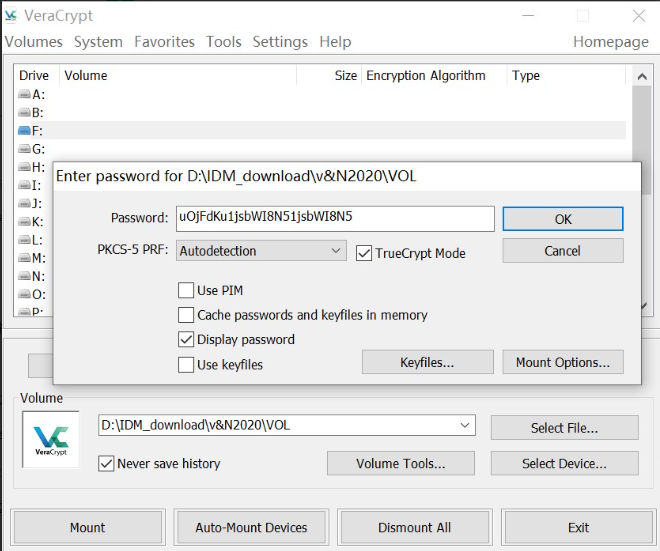 VeraCrypt
Volumes System Favorites Tools Settings Help Homepage
Drive Volume Size Encryption Algorithm Type
A:
B:
F:
G:
H:
I:
J:
K:
L:
M:
N:
O:
P:
Enter password for D:\IDM_download\v&N2020\VOL
Password: uOjFdKu1jsbWI8N51jsbWI8N5 OK
PKCS-5 PRF: Autodetection TrueCrypt Mode Cancel
Use PIM
Cache passwords and keyfiles in memory
Display password
Use keyfiles Keyfiles... Mount Options...
Volume
D:\IDM_download\v&N2020\VOL Select File...
VeraCrypt
Never save history Volume Tools... Select Device...
Mount Auto-Mount Devices Dismount All Exit